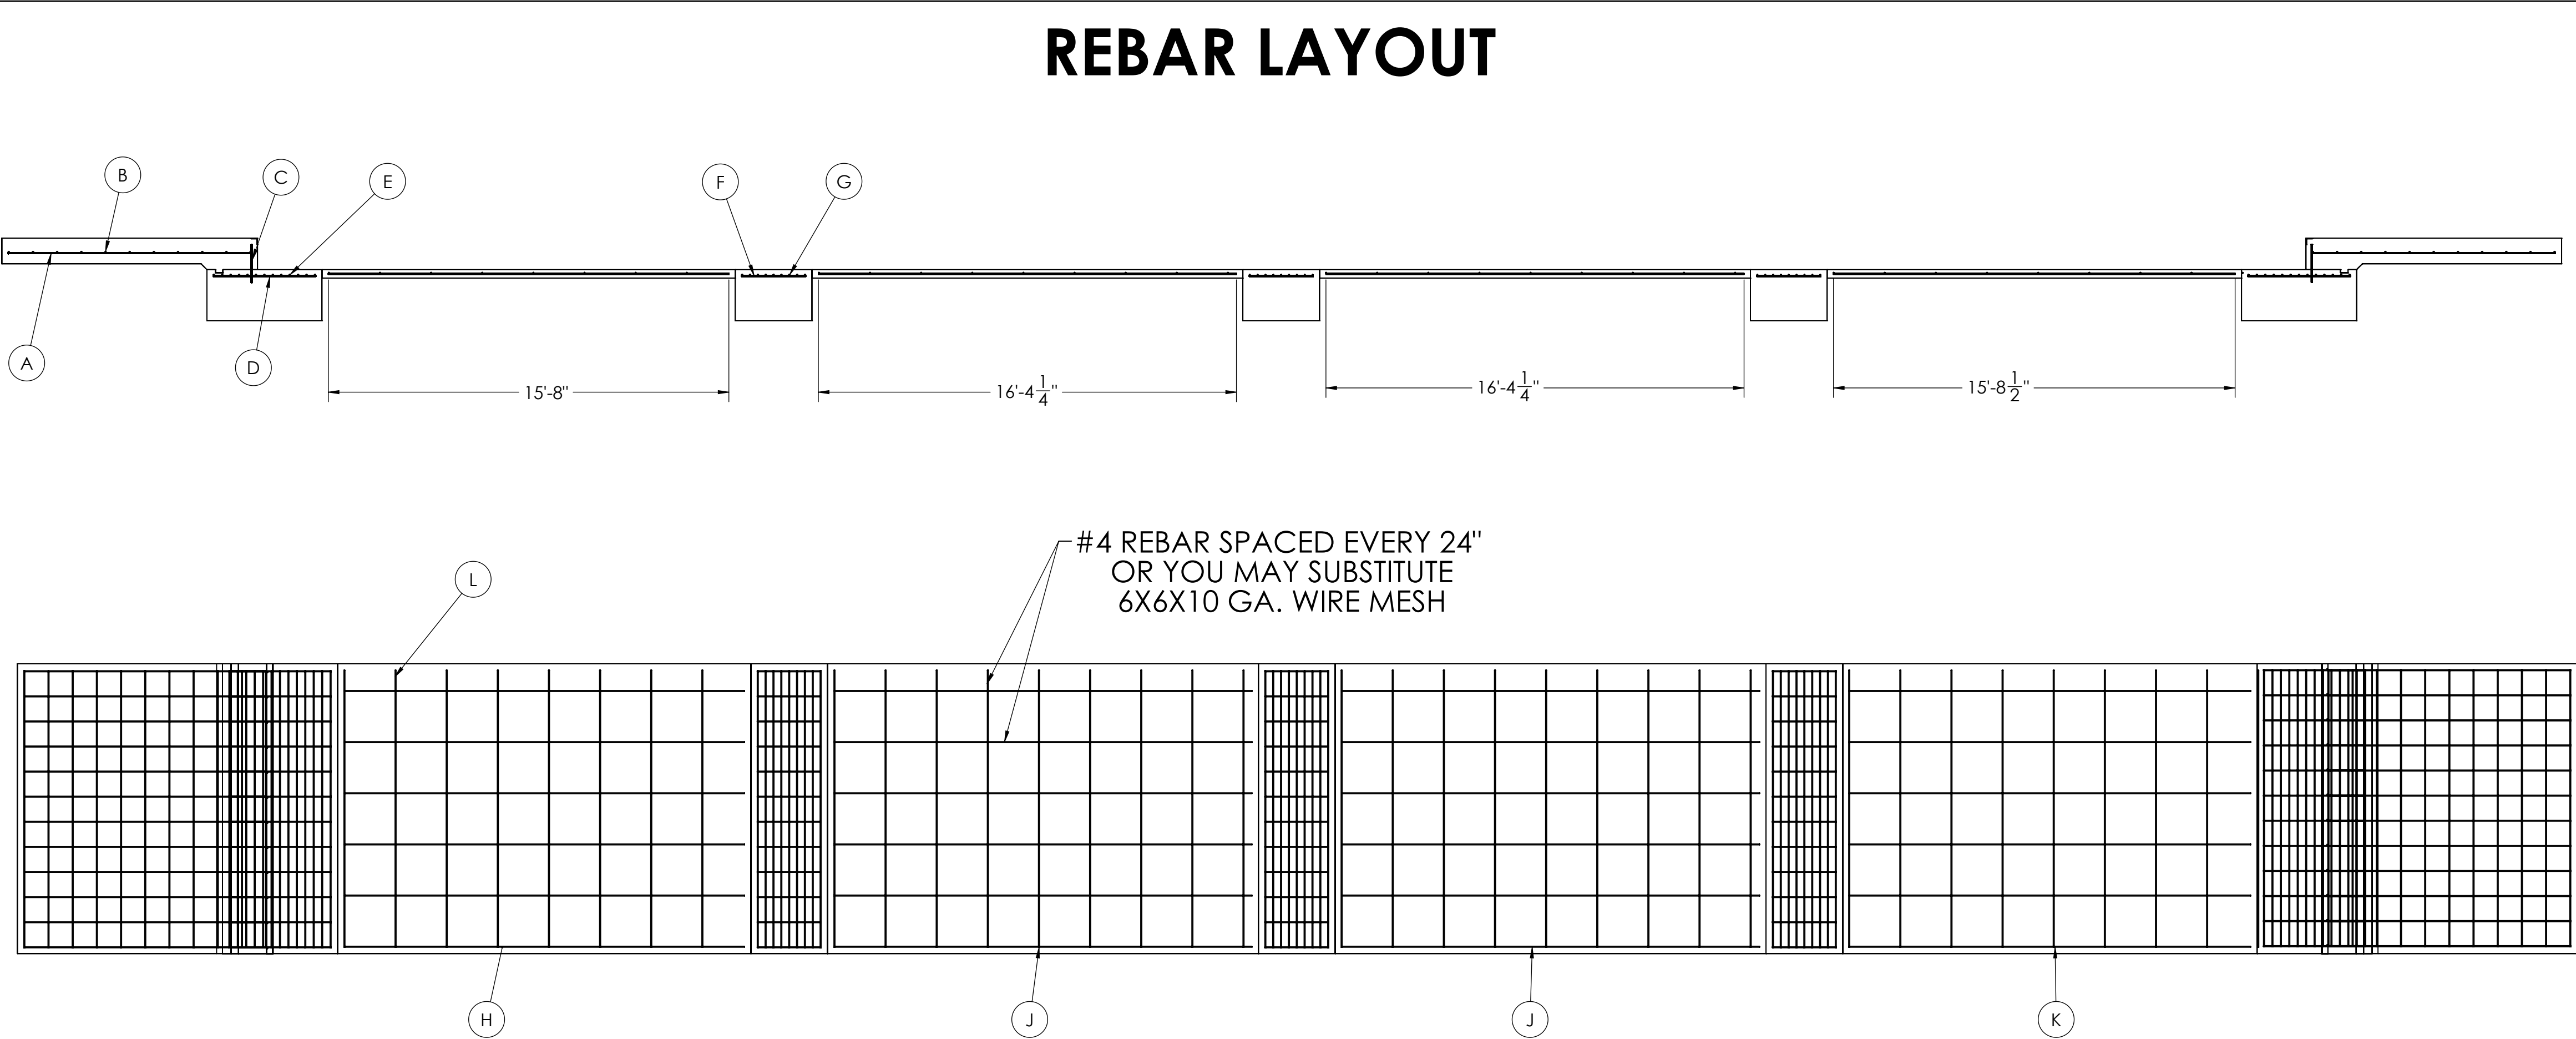 REBAR LAYOUT
B
C
E
F
G
A
D
15'-8"
16'-4 1/4"
16'-4 1/4"
15'-8 1/2"
#4 REBAR SPACED EVERY 24"
OR YOU MAY SUBSTITUTE
6X6X10 GA. WIRE MESH
L
H
J
J
K